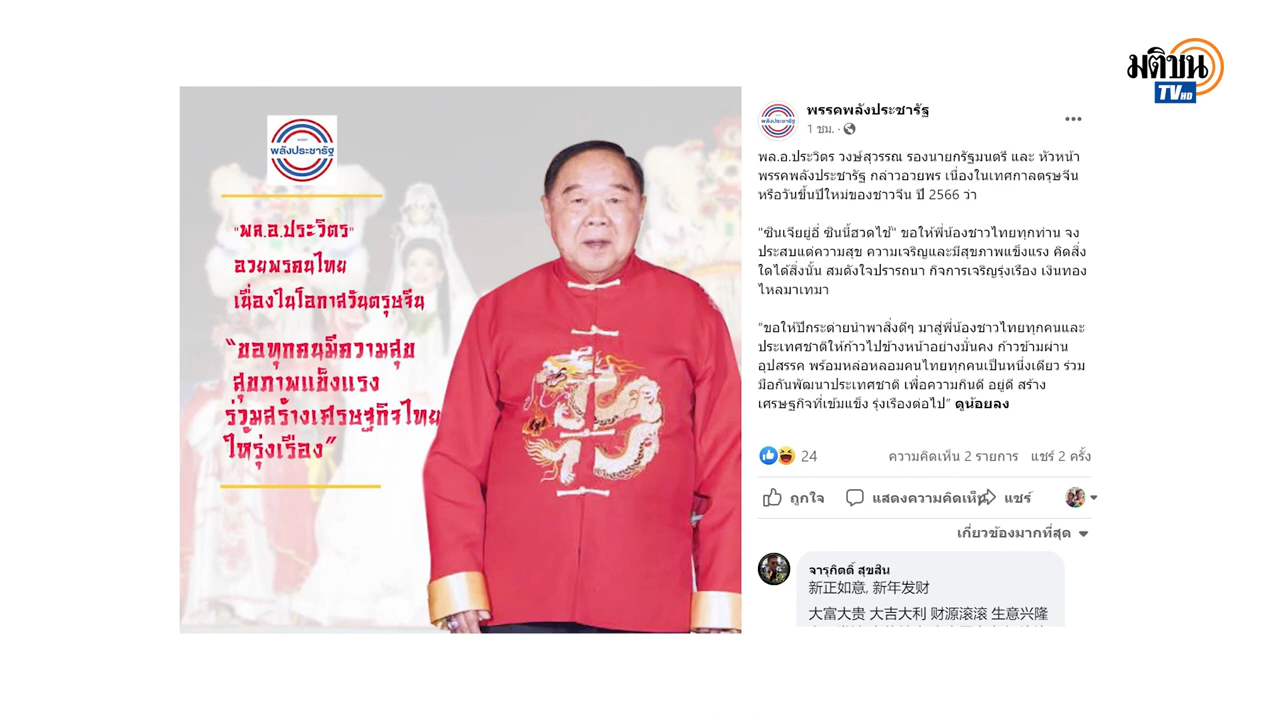 มติชน
TV HD
พลังประชารัฐ
"พล.อ.ประวิตร"
อวยพรคนไทย
เนื่องในโอกาสวันตรุษจีน
"ขอทุกคนมีความสุข
สุขภาพแข็งแรง
ร่วมสร้างเศรษฐกิจไทย
ให้รุ่งเรือง"
พลังประชารัฐ
พรรคพลังประชารัฐ
1 ชม. ·
พล.อ.ประวิตร วงษ์สุวรรณ รองนายกรัฐมนตรี และ หัวหน้า
พรรคพลังประชารัฐ กล่าวอวยพร เนื่องในเทศกาลตรุษจีน
หรือวันขึ้นปีใหม่ของชาวจีน ปี 2566 ว่า
"ซินเจียยู่อี่ ซินนี้ฮวดไช้" ขอให้พี่น้องชาวไทยทุกท่าน จง
ประสบแต่ความสุข ความเจริญและมีสุขภาพแข็งแรง คิดสิ่ง
ใดได้สิ่งนั้น สมดังใจปรารถนา กิจการเจริญรุ่งเรือง เงินทอง
ไหลมาเทมา
"ขอให้ปีกระต่ายนำพาสิ่งดีๆ มาสู่พี่น้องชาวไทยทุกคนและ
ประเทศชาติให้ก้าวไปข้างหน้าอย่างมั่นคง ก้าวข้ามผ่าน
อุปสรรค พร้อมหล่อหลอมคนไทยทุกคนเป็นหนึ่งเดียว ร่วม
มือกันพัฒนาประเทศชาติ เพื่อความกินดี อยู่ดี สร้าง
เศรษฐกิจที่เข้มแข็ง รุ่งเรืองต่อไป" ดูน้อยลง
24 ความคิดเห็น 2 รายการ แชร์ 2 ครั้ง
ถูกใจ แสดงความคิดเห็น แชร์
เกี่ยวข้องมากที่สุด
จารุกิตติ์ สุขสิน
新正如意, 新年发财
大富大贵 大吉大利 财源滚滚 生意兴隆